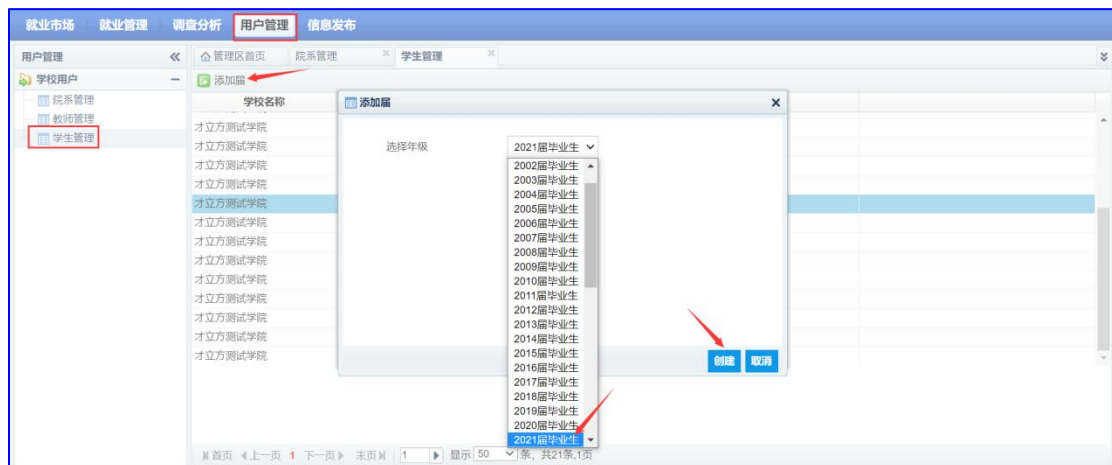 就业市场 就业管理 调查分析 用户管理 信息发布
用户管理 管理区首页 院系管理 学生管理
学校用户 添加届
院系管理
教师管理
学生管理
学校名称
才立方测试学院
才立方测试学院
才立方测试学院
才立方测试学院
才立方测试学院
才立方测试学院
才立方测试学院
才立方测试学院
才立方测试学院
才立方测试学院
才立方测试学院
才立方测试学院
才立方测试学院
添加届
选择年级 2021届毕业生
2002届毕业生
2003届毕业生
2004届毕业生
2005届毕业生
2006届毕业生
2007届毕业生
2008届毕业生
2009届毕业生
2010届毕业生
2011届毕业生
2012届毕业生
2013届毕业生
2014届毕业生
2015届毕业生
2016届毕业生
2017届毕业生
2018届毕业生
2019届毕业生
2020届毕业生
2021届毕业生
创建 取消
首页 上一页 1 下一页 末页 1 显示 50 条，共21条,1页